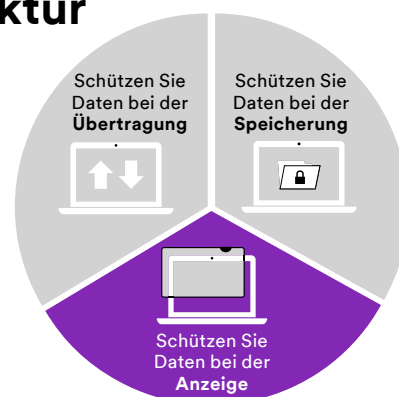 ktur
Schützen Sie
Daten bei der
Übertragung
Schützen Sie
Daten bei der
Speicherung
Schützen Sie
Daten bei der
Anzeige